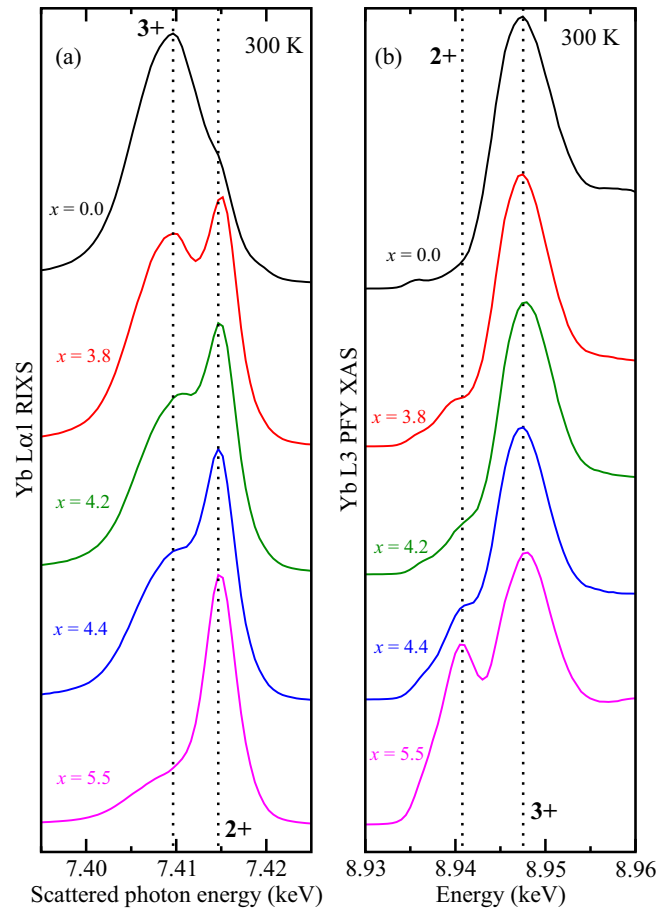 3+
(a)
300 K
x = 0.0
x = 3.8
x = 4.2
x = 4.4
x = 5.5
2+
Yb Lα1 RIXS
7.40
7.41
7.42
Scattered photon energy (keV)
(b)
2+
300 K
x = 0.0
x = 3.8
x = 4.2
x = 4.4
x = 5.5
3+
Yb L3 PFY XAS
8.93
8.94
8.95
8.96
Energy (keV)